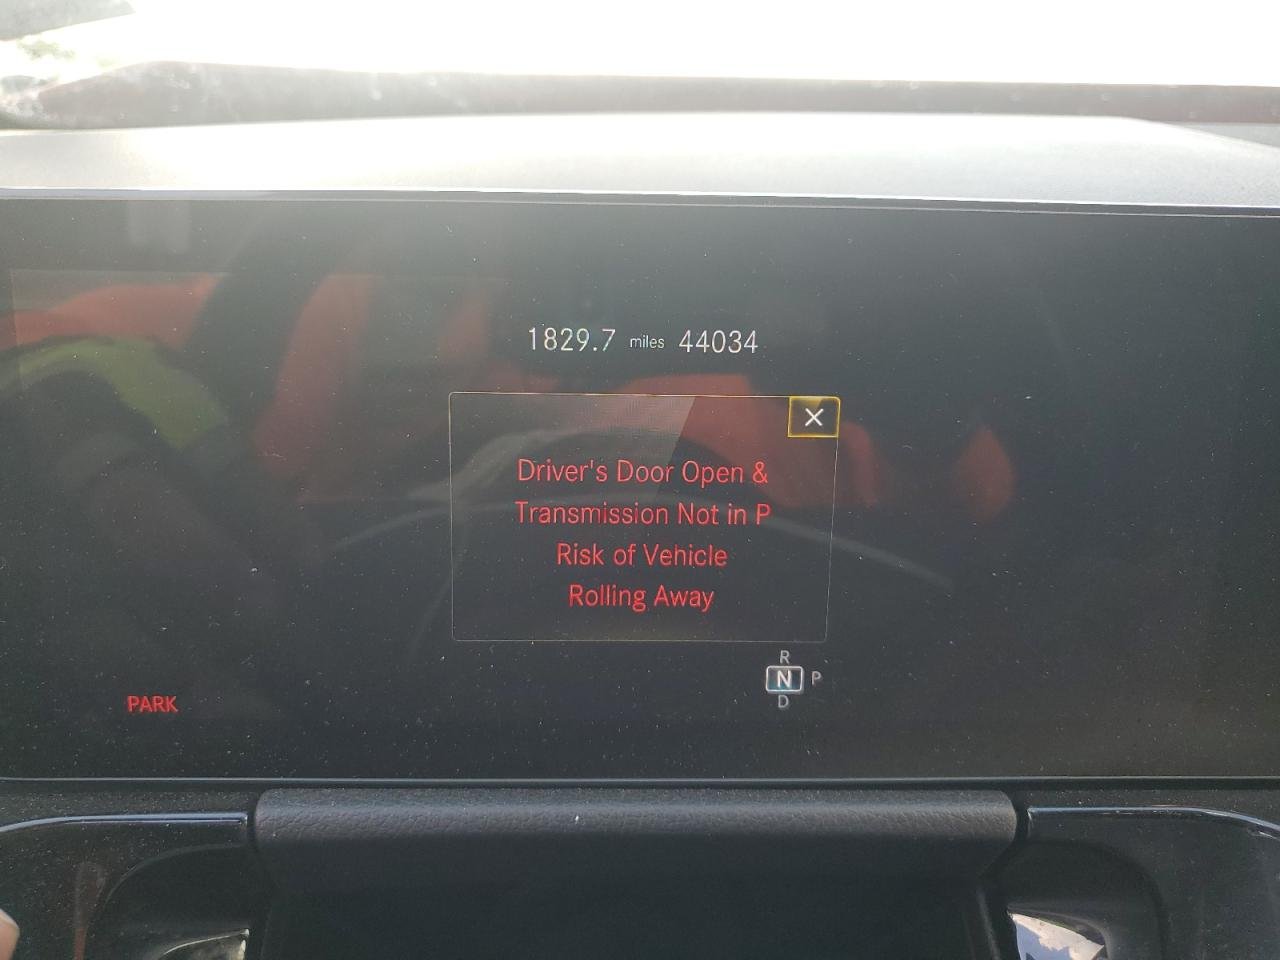 1829.7 miles 44034
X
Driver's Door Open &
Transmission Not in P
Risk of Vehicle
Rolling Away
R
N P
D
PARK